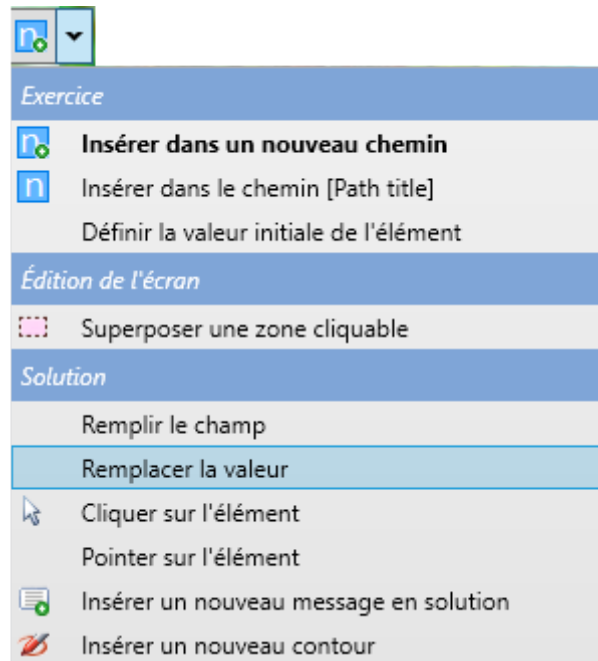 Exercice
Insérer dans un nouveau chemin
Insérer dans le chemin [Path title]
Définir la valeur initiale de l'élément
Édition de l'écran
Superposer une zone cliquable
Solution
Remplir le champ
Remplacer la valeur
Cliquer sur l'élément
Pointer sur l'élément
Insérer un nouveau message en solution
Insérer un nouveau contour